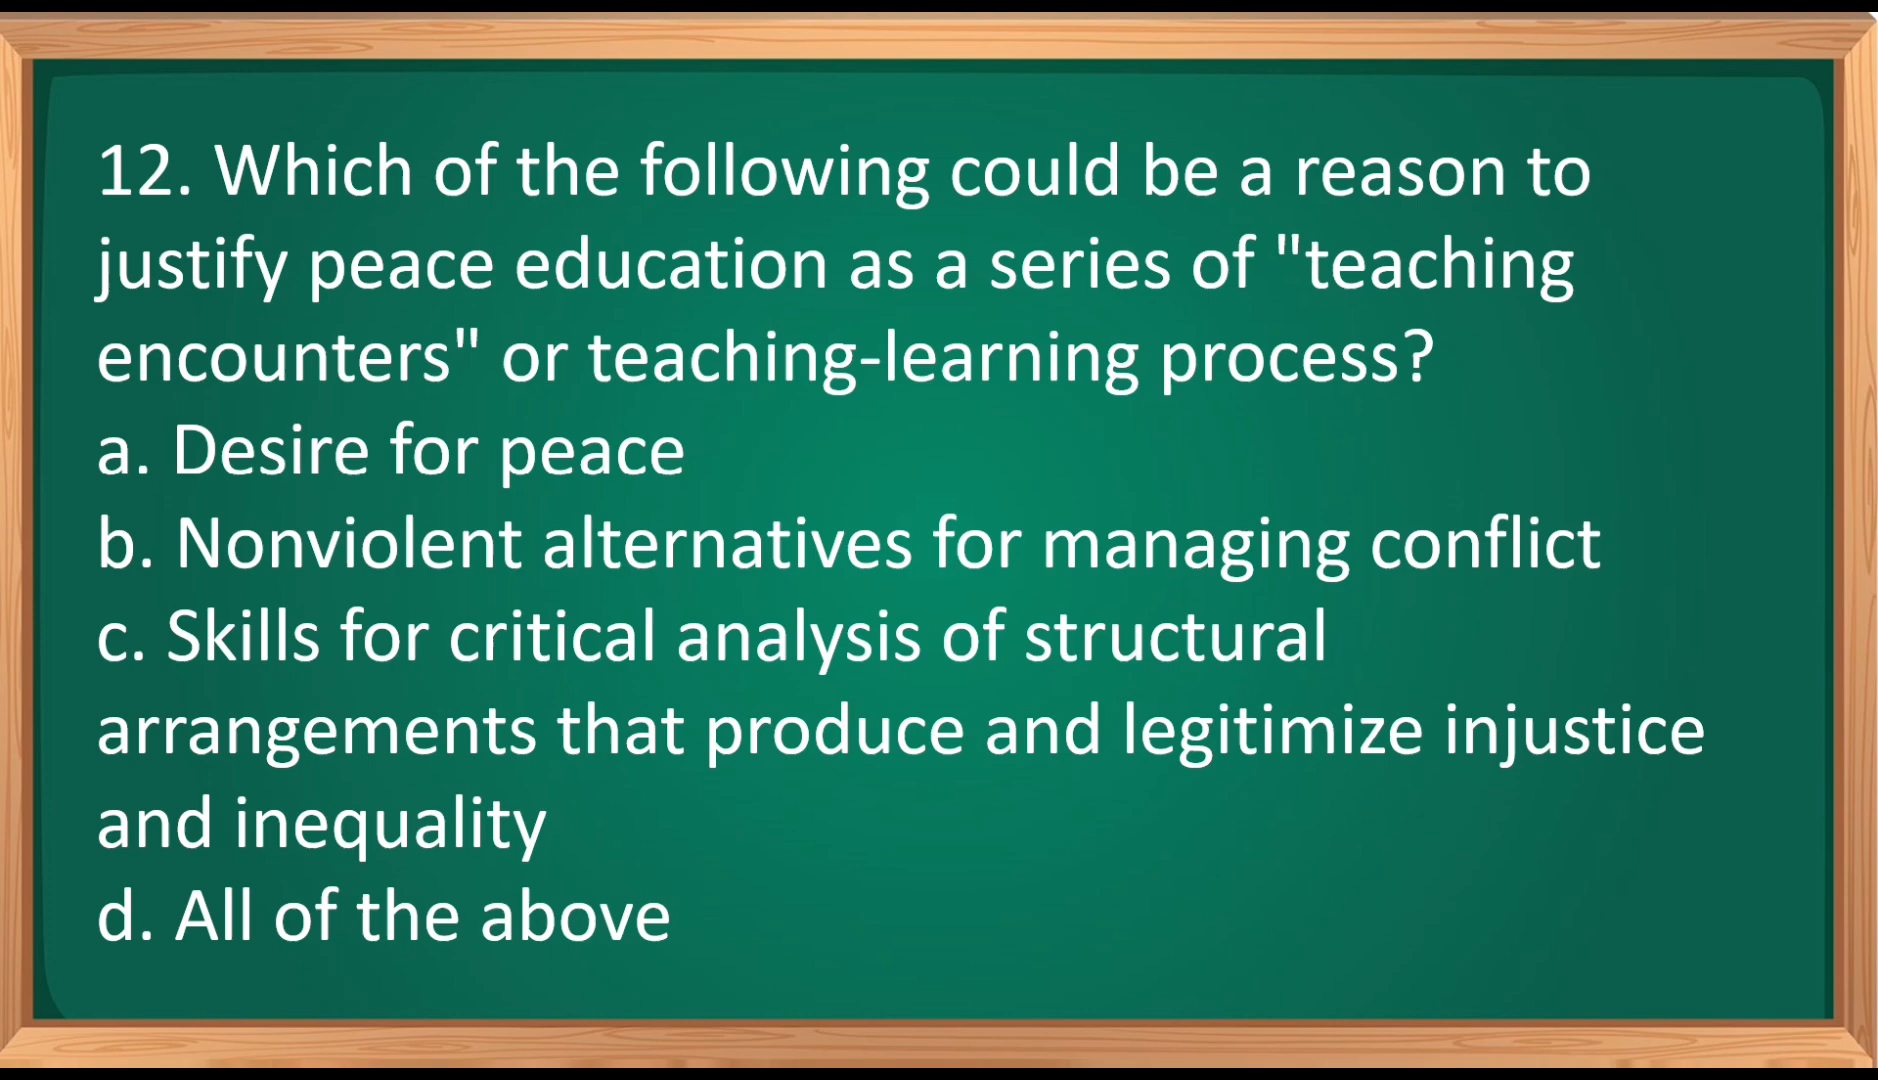 12. Which of the following could be a reason to
justify peace education as a series of "teaching
encounters" or teaching-learning process?
a. Desire for peace
b. Nonviolent alternatives for managing conflict
c. Skills for critical analysis of structural
arrangements that produce and legitimize injustice
and inequality
d. All of the above